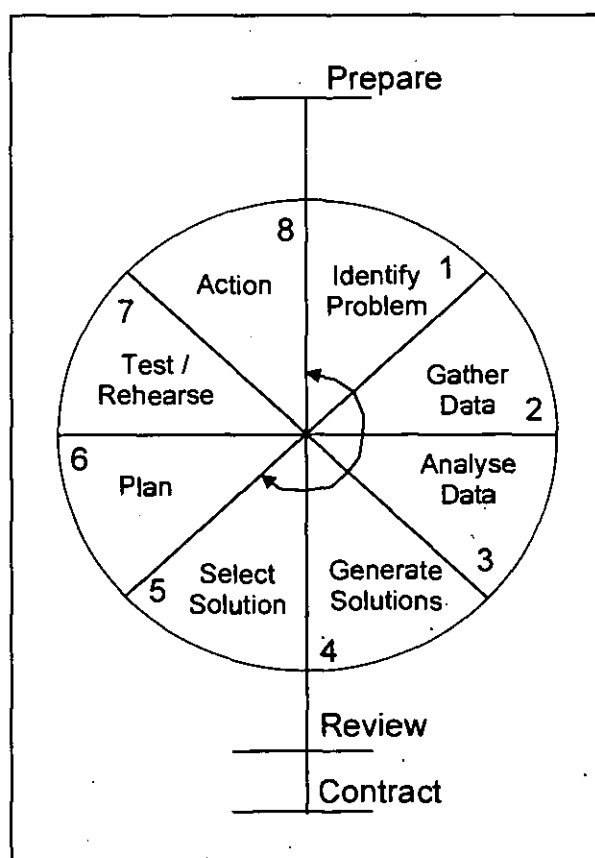 Prepare
8
Action
Identify
Problem
1
7
Test /
Rehearse
Gather
Data
2
6
Plan
Analyse
Data
5
Select
Solution
Generate
Solutions
3
4
Review
Contract